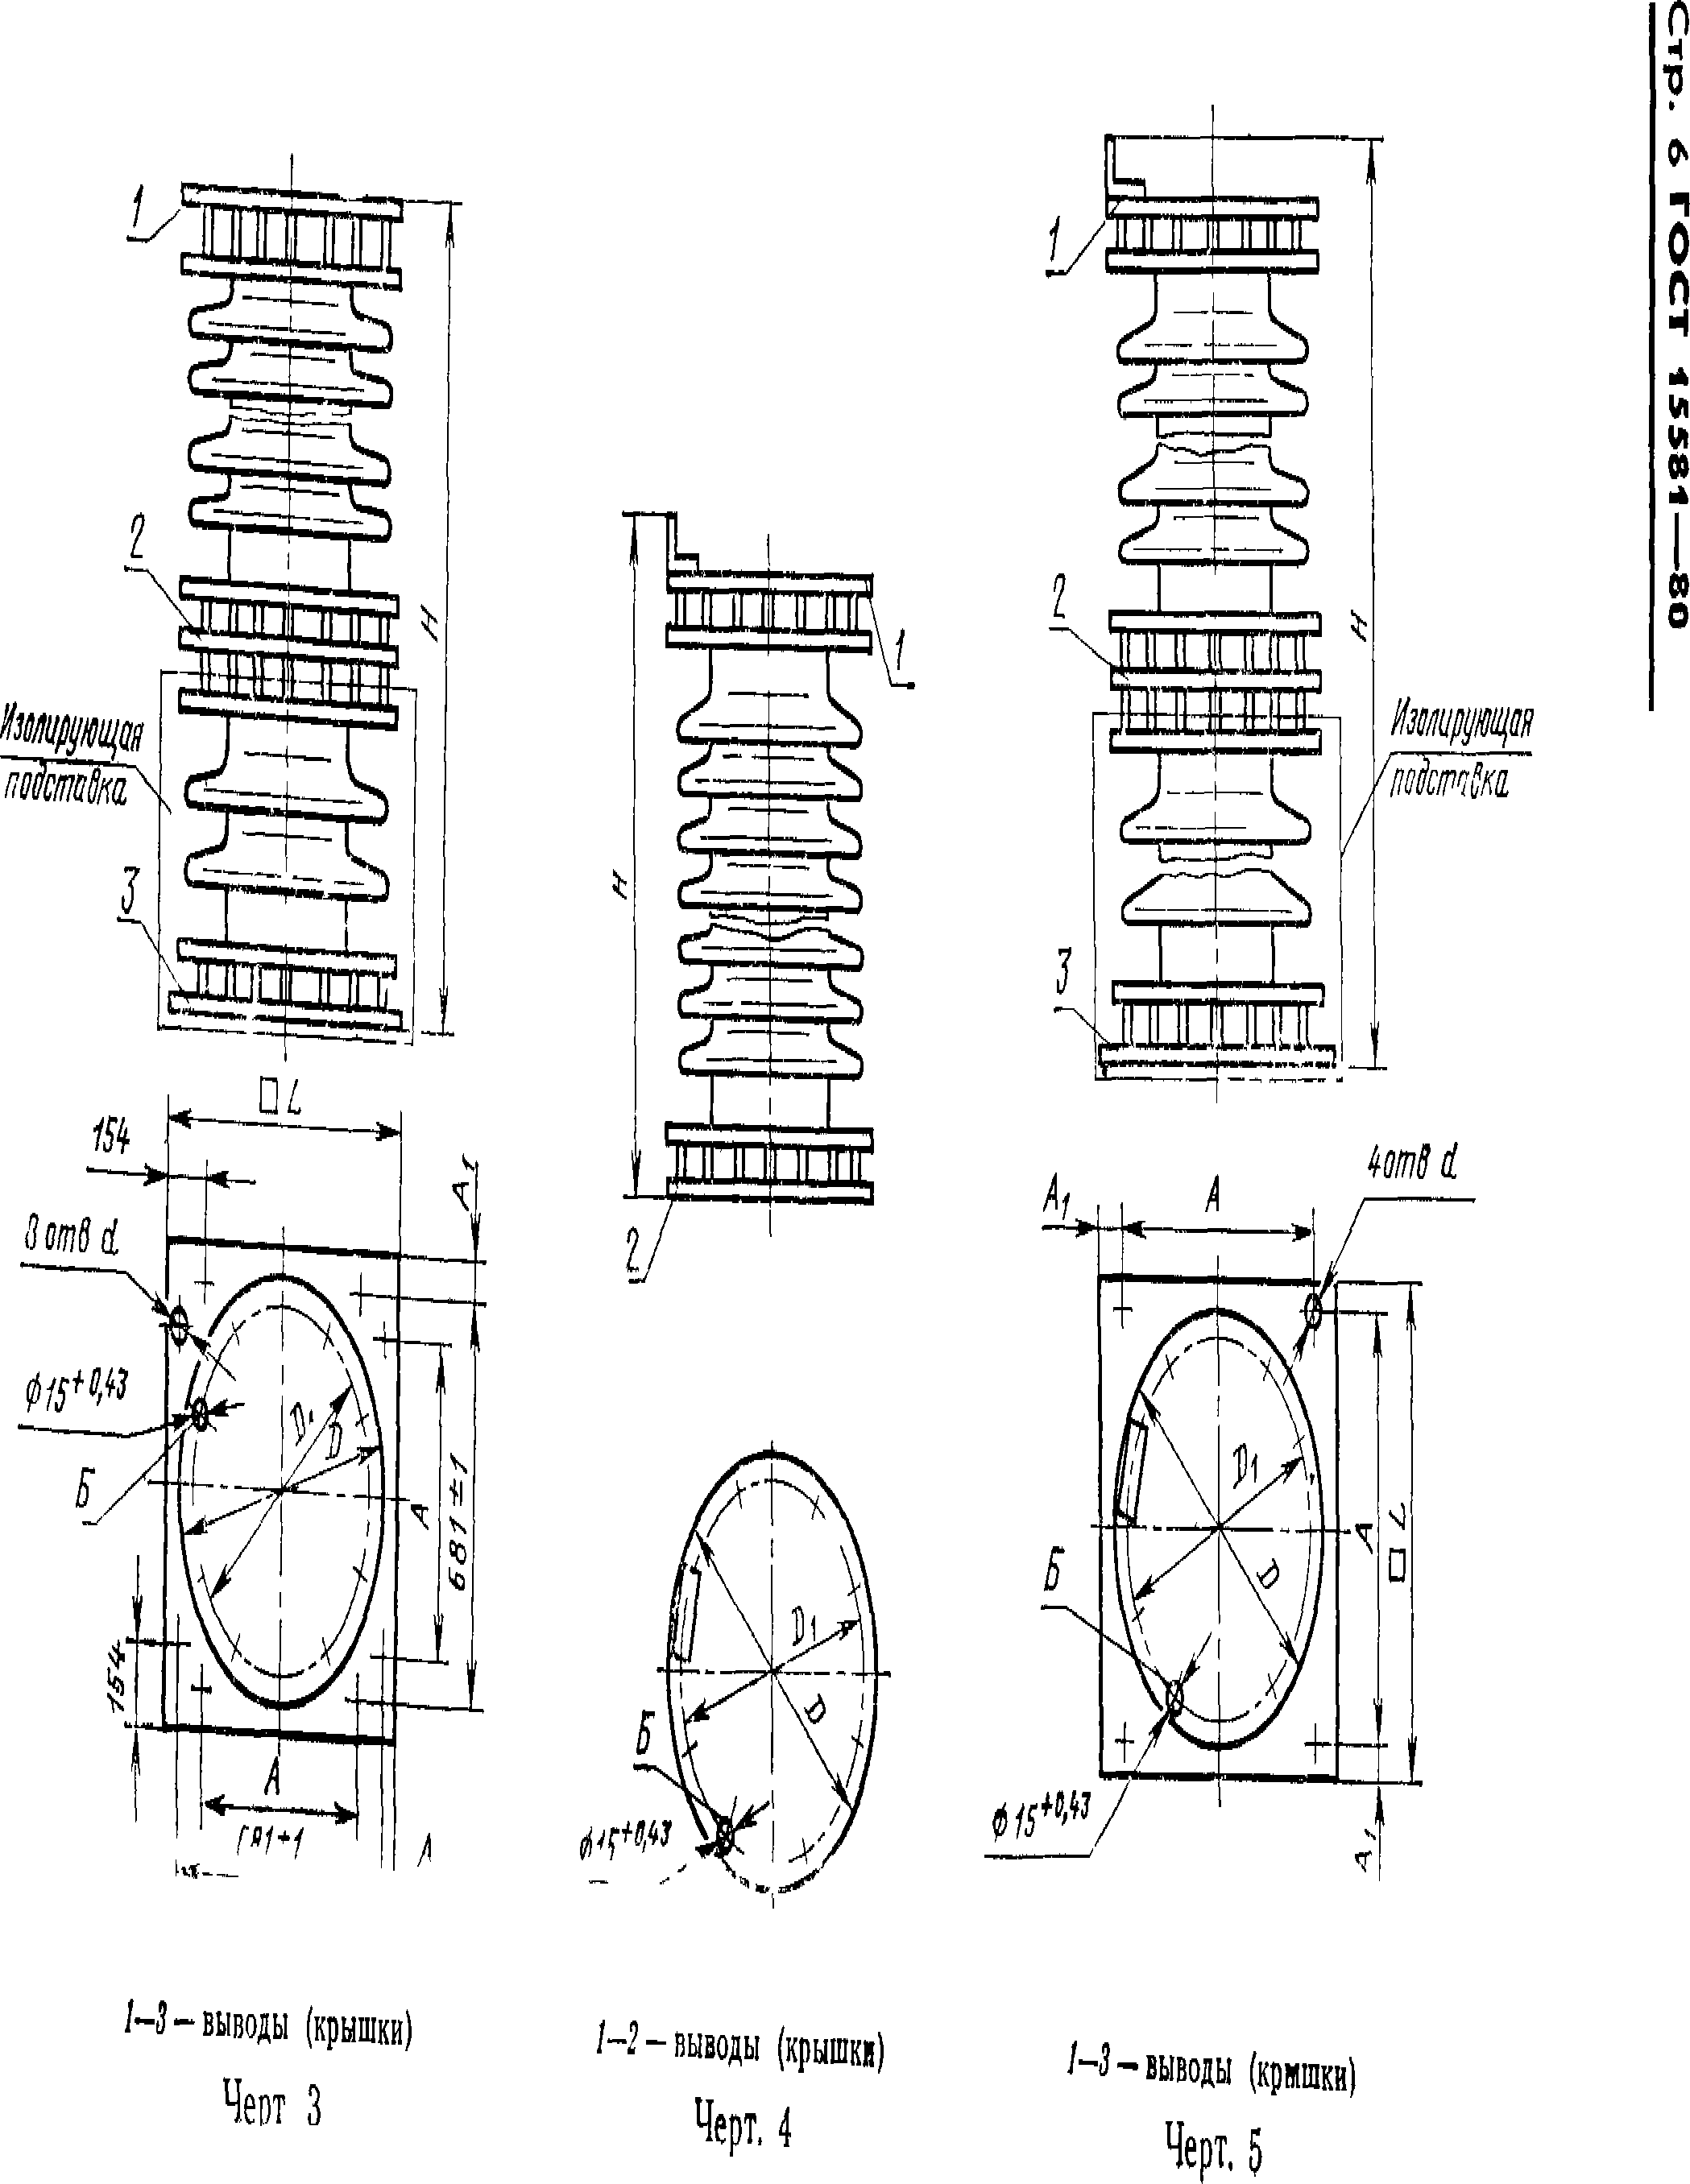 Стр. 6 ГОСТ 15581—80
1
2
Изолирующая
подставка
3
H
□ L
154
A1
8 отв d
ϕ15+0,43
Б
D1
D
A
681±1
154
A
H
1
2
D1
D
Б
ϕ15+0,43
1
2
H
Изолирующая
подставка
3
A1
A
4 отв d
D1
D
A
□ L
Б
ϕ15+0,43
A1
1—3 — выводы (крышки)
Черт 3
1—2 — выводы (крышки)
Черт. 4
1—3 — выводы (крышки)
Черт. 5